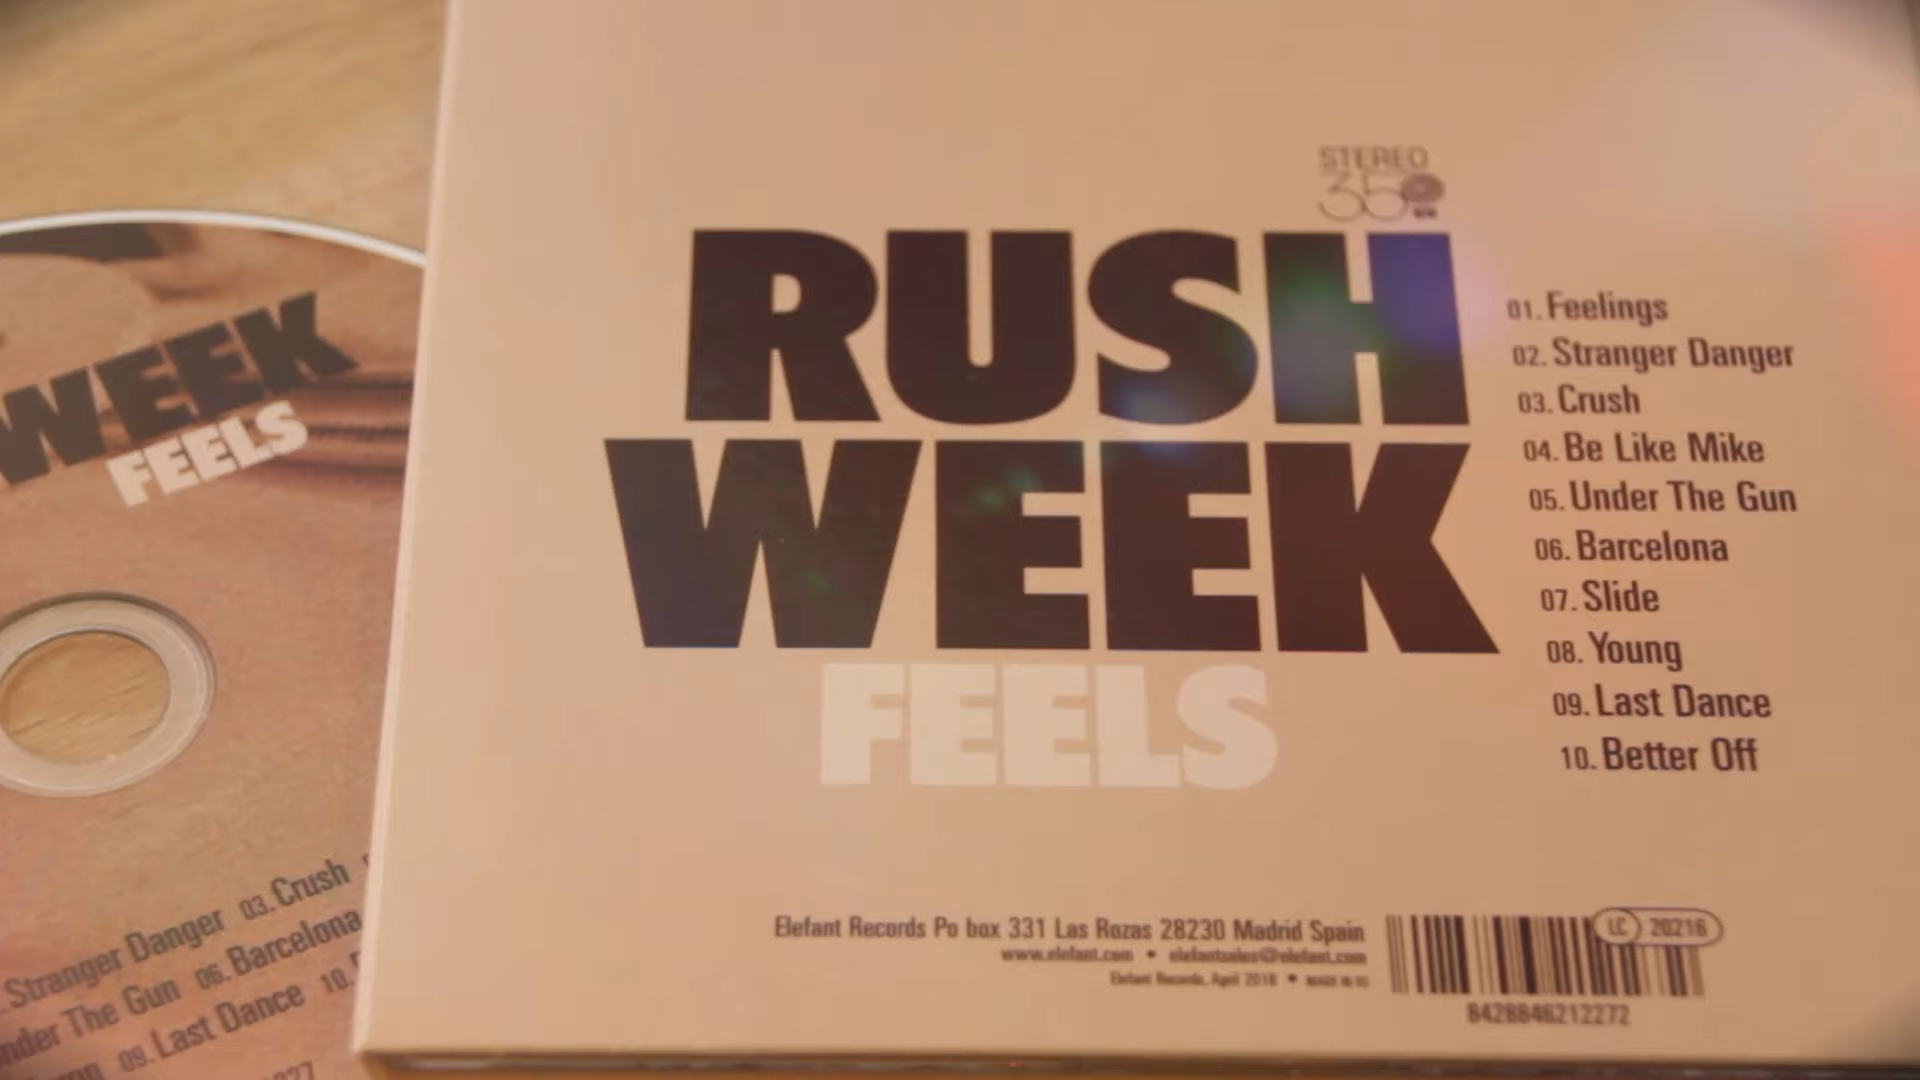 WEEK
FEELS
Stranger Danger 03. Crush
Under The Gun 06. Barcelona
09. Last Dance 10.
STEREO
35
RUSH
WEEK
FEELS
01. Feelings
02. Stranger Danger
03. Crush
04. Be Like Mike
05. Under The Gun
06. Barcelona
07. Slide
08. Young
09. Last Dance
10. Better Off
Elefant Records Po box 331 Las Rozas 28230 Madrid Spain
www.elefant.com • elefantsales@elefant.com
Elefant Records, April 2018 •
LC 20216
8428846212272